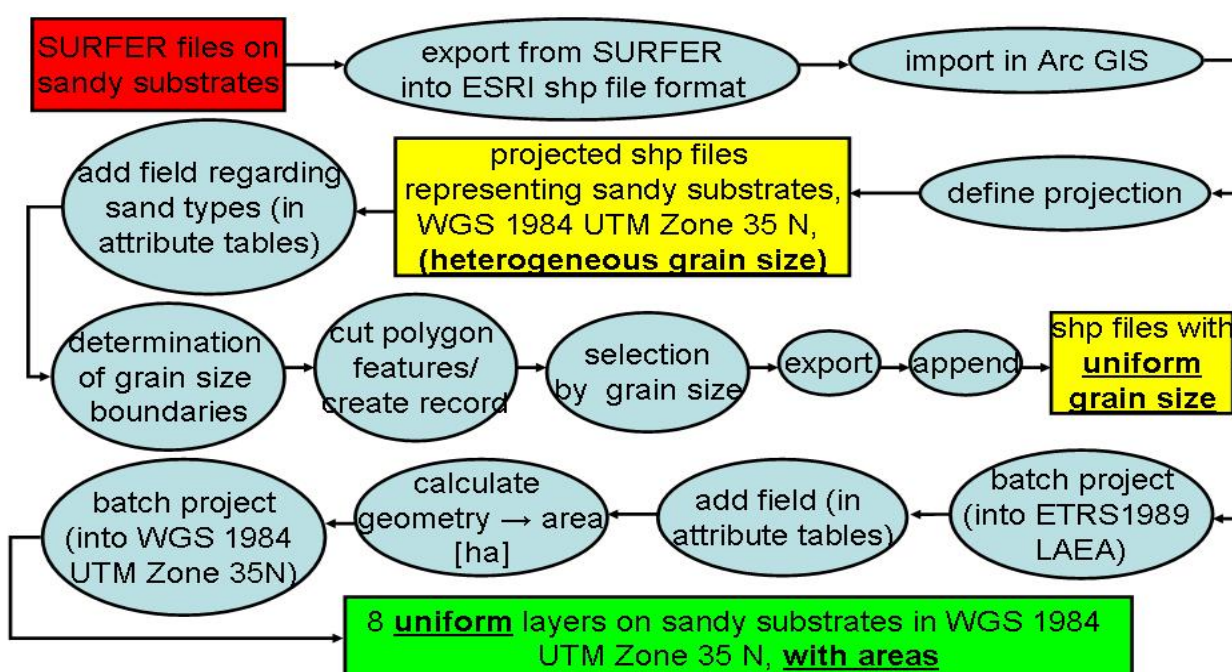 SURFER files on
sandy substrates
export from SURFER
into ESRI shp file format
import in Arc GIS
define projection
projected shp files
representing sandy substrates,
WGS 1984 UTM Zone 35 N,
(heterogeneous grain size)
add field regarding
sand types (in
attribute tables)
determination
of grain size
boundaries
cut polygon
features/
create record
selection
by grain size
export
append
shp files with
uniform
grain size
batch project
(into ETRS1989
LAEA)
add field (in
attribute tables)
calculate
geometry → area
[ha]
batch project
(into WGS 1984
UTM Zone 35N)
8 uniform layers on sandy substrates in WGS 1984
UTM Zone 35 N, with areas